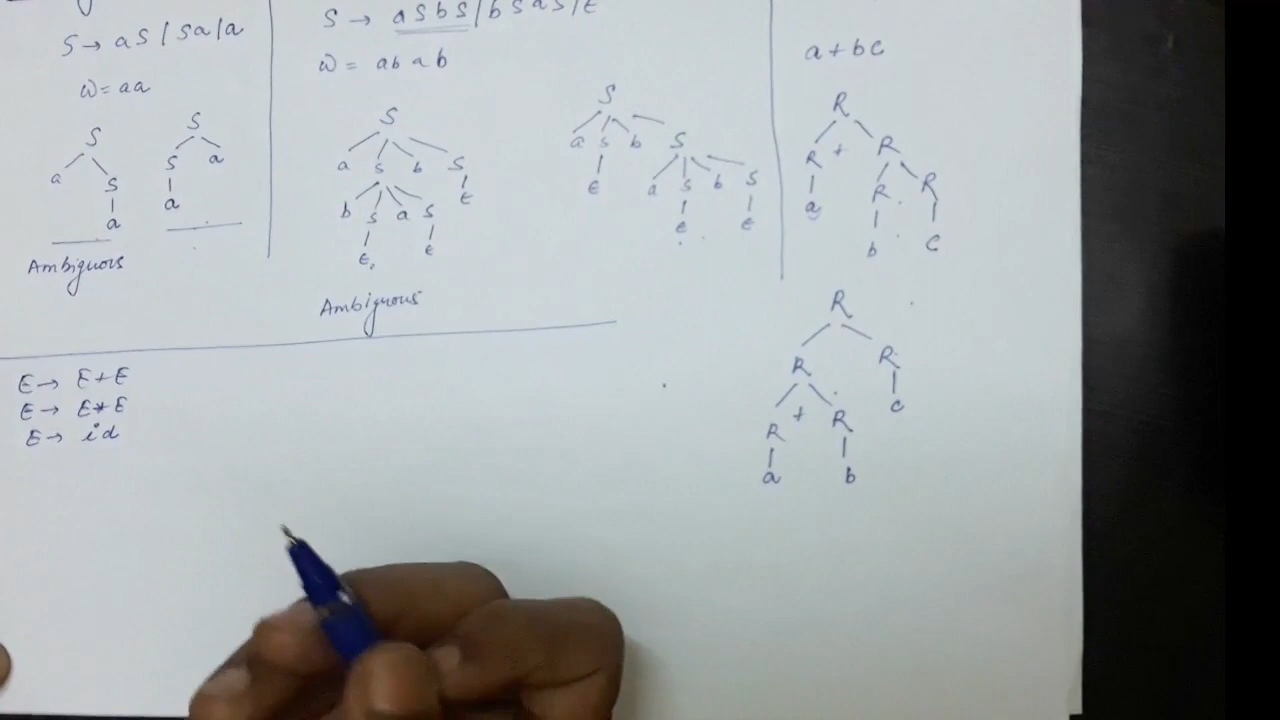 S → aS / Sa / a
W = aa
S
a S
a
S
S a
a
Ambiguous
S → aSbS / bSaS / ε
W = abab
S
a S b S
b S a S ε
ε ε
Ambiguous
S
a S b S
ε a S b S
ε ε
a + bc
R
R + R
a R R
b c
R
R R
R + R c
a b
E → E + E
E → E * E
E → id